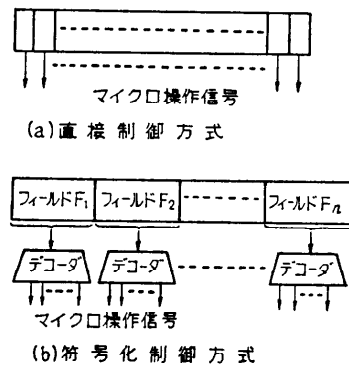 マイクロ操作信号
(a)直接制御方式
フィールドF1 フィールドF2 フィールドFn
デコーダ デコーダ デコーダ
マイクロ操作信号
(b)符号化制御方式